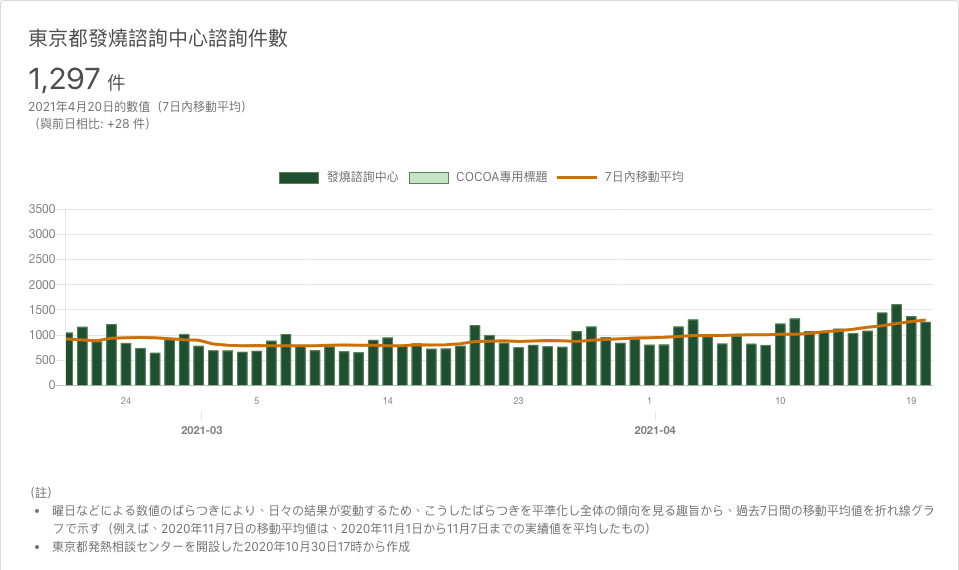 東京都發燒諮詢中心諮詢件數
1,297 件
2021年4月20日的數值（7日內移動平均）
（與前日相比: +28 件）
發燒諮詢中心 COCOA專用標題 7日內移動平均
3500
3000
2500
2000
1500
1000
500
0
24 5 14 23 1 10 19
2021-03 2021-04
（註）
• 曜日などによる数値のばらつきにより、日々の結果が変動するため、こうしたばらつきを平準化し全体の傾向を見る趣旨から、過去7日間の移動平均値を折れ線グラ
フで示す（例えば、2020年11月7日の移動平均値は、2020年11月1日から11月7日までの実績値を平均したもの）
• 東京都発熱相談センターを開設した2020年10月30日17時から作成